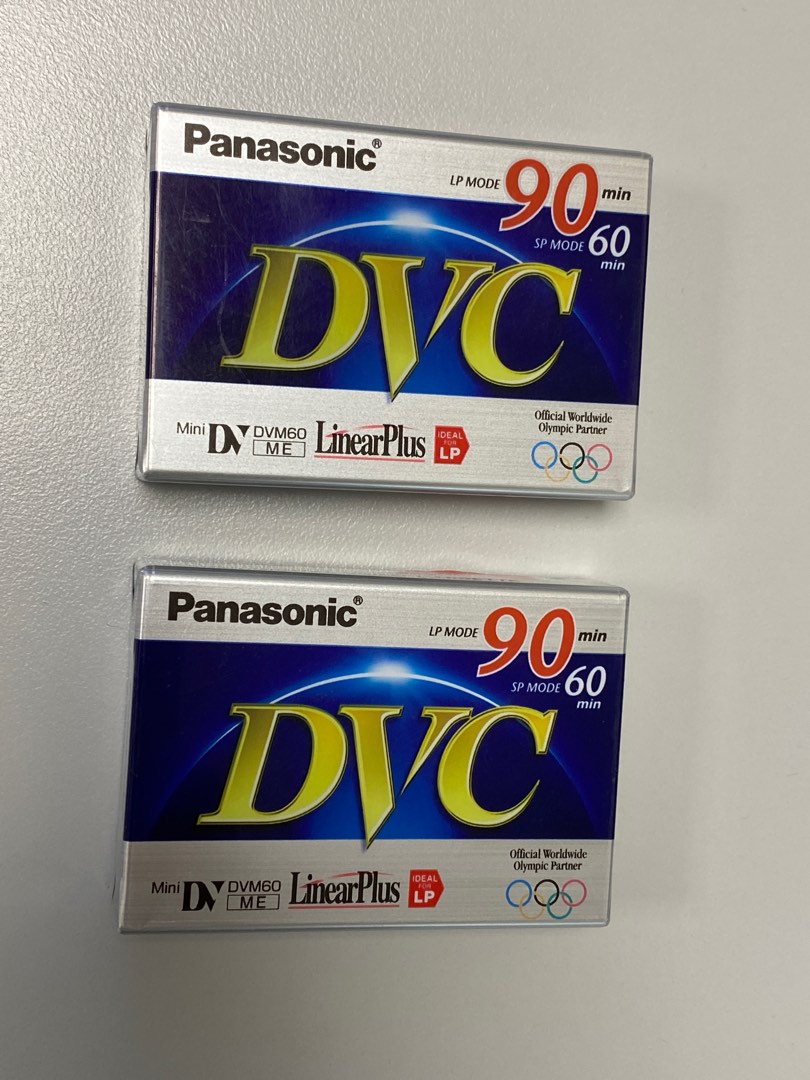 Panasonic®
LP MODE 90 min
SP MODE 60 min
DVC
Mini DV DVM60 ME LinearPlus IDEAL FOR LP
Official Worldwide
Olympic Partner
Panasonic®
LP MODE 90 min
SP MODE 60 min
DVC
Mini DV DVM60 ME LinearPlus IDEAL FOR LP
Official Worldwide
Olympic Partner